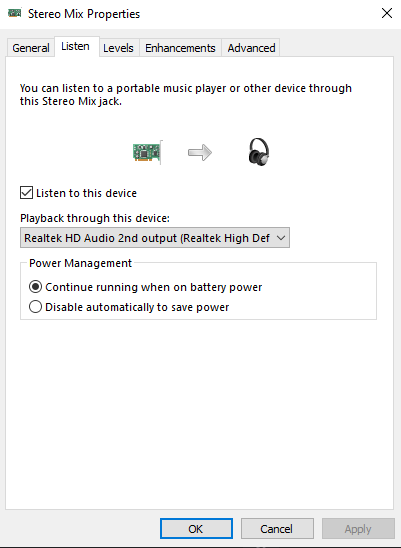 Stereo Mix Properties
General Listen Levels Enhancements Advanced
You can listen to a portable music player or other device through
this Stereo Mix jack.
Listen to this device
Playback through this device:
Realtek HD Audio 2nd output (Realtek High Def
Power Management
Continue running when on battery power
Disable automatically to save power
OK Cancel Apply